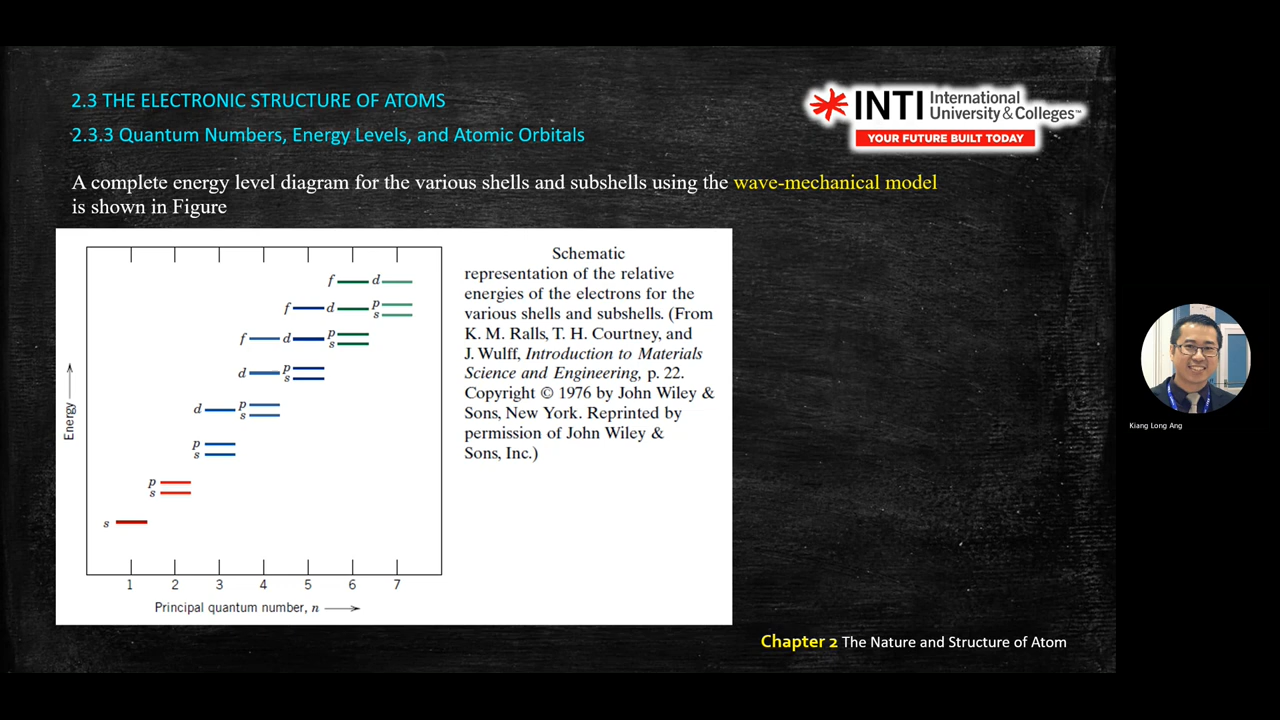 2.3 THE ELECTRONIC STRUCTURE OF ATOMS
2.3.3 Quantum Numbers, Energy Levels, and Atomic Orbitals
INTI International
University & Colleges™
YOUR FUTURE BUILT TODAY
A complete energy level diagram for the various shells and subshells using the wave-mechanical model
is shown in Figure
f d
f d p
s
f d p
s
d p
s
d p
s
p
s
p
s
s
Energy
1 2 3 4 5 6 7
Principal quantum number, n
Schematic
representation of the relative
energies of the electrons for the
various shells and subshells. (From
K. M. Ralls, T. H. Courtney, and
J. Wulff, Introduction to Materials
Science and Engineering, p. 22.
Copyright © 1976 by John Wiley &
Sons, New York. Reprinted by
permission of John Wiley &
Sons, Inc.)
Kiang Long Ang
Chapter 2 The Nature and Structure of Atom